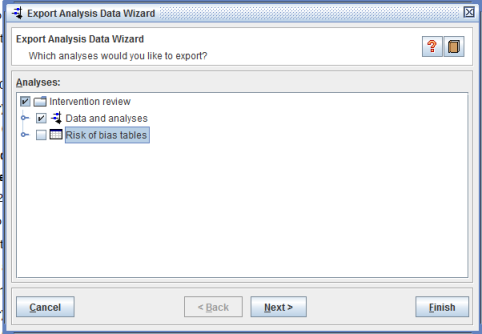 Export Analysis Data Wizard
Export Analysis Data Wizard
Which analyses would you like to export?
Analyses:
Intervention review
Data and analyses
Risk of bias tables
Cancel
< Back
Next >
Finish